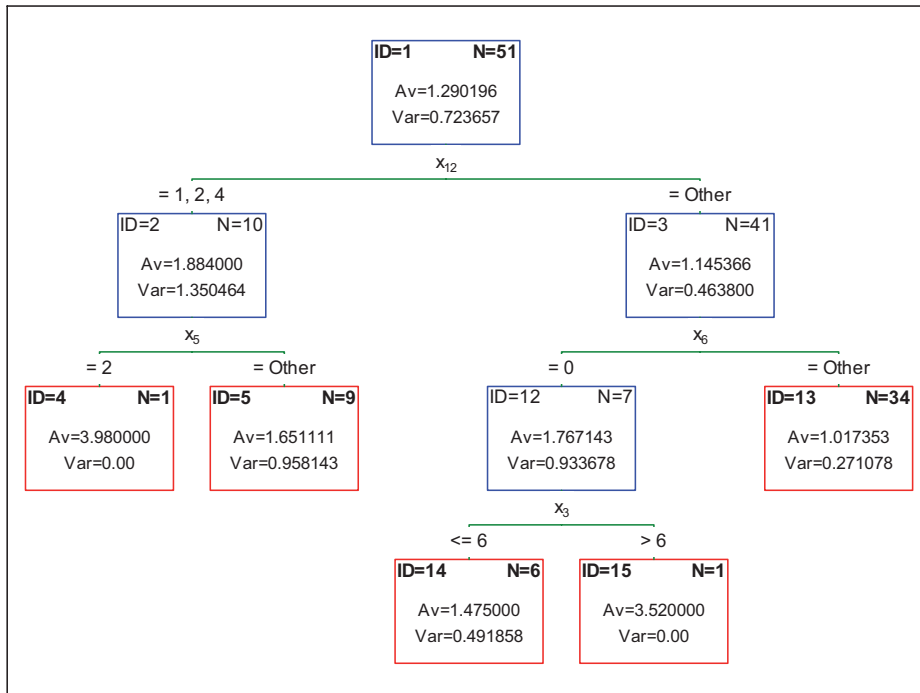 ID=1 N=51
Av=1.290196
Var=0.723657
x12
= 1, 2, 4 = Other
ID=2 N=10 ID=3 N=41
Av=1.884000 Av=1.145366
Var=1.350464 Var=0.463800
x5 x6
= 2 = Other = 0 = Other
ID=4 N=1 ID=5 N=9 ID=12 N=7 ID=13 N=34
Av=3.980000 Av=1.651111 Av=1.767143 Av=1.017353
Var=0.00 Var=0.958143 Var=0.933678 Var=0.271078
x3
<= 6 > 6
ID=14 N=6 ID=15 N=1
Av=1.475000 Av=3.520000
Var=0.491858 Var=0.00